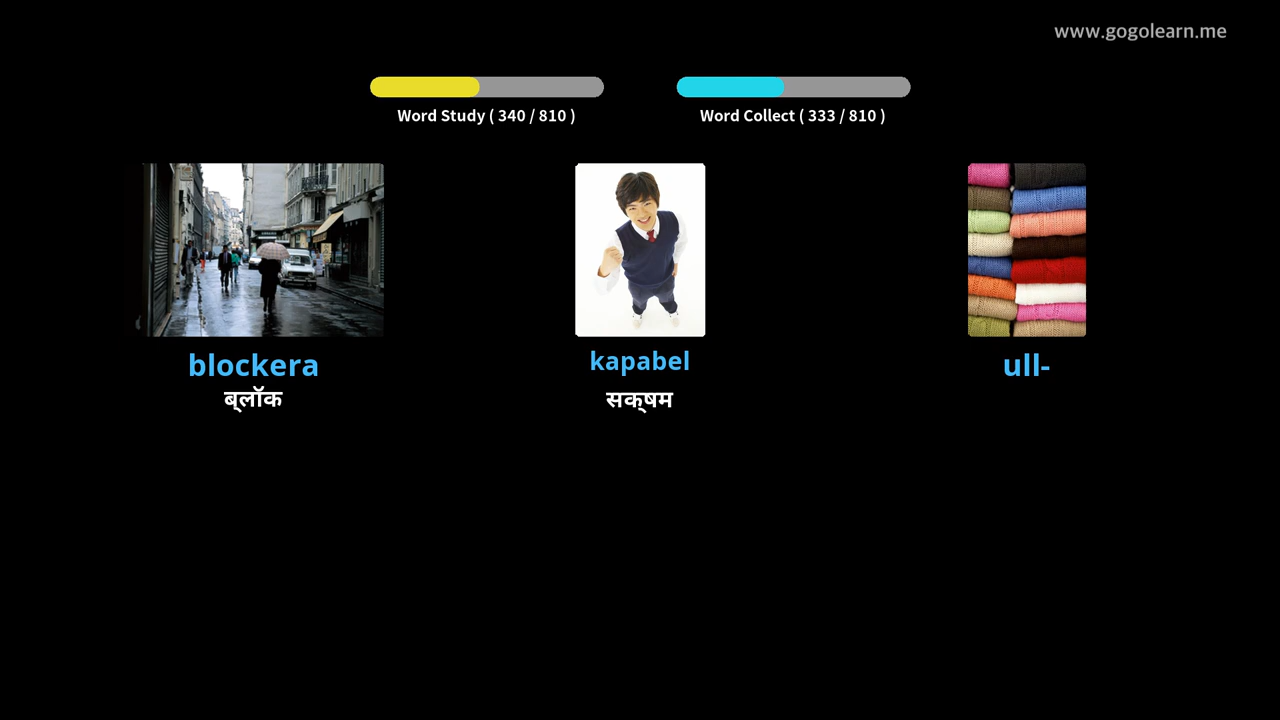 www.gogolearn.me
Word Study ( 340 / 810 )
Word Collect ( 333 / 810 )
blockera
ब्लॉक
kapabel
सक्षम
ull-